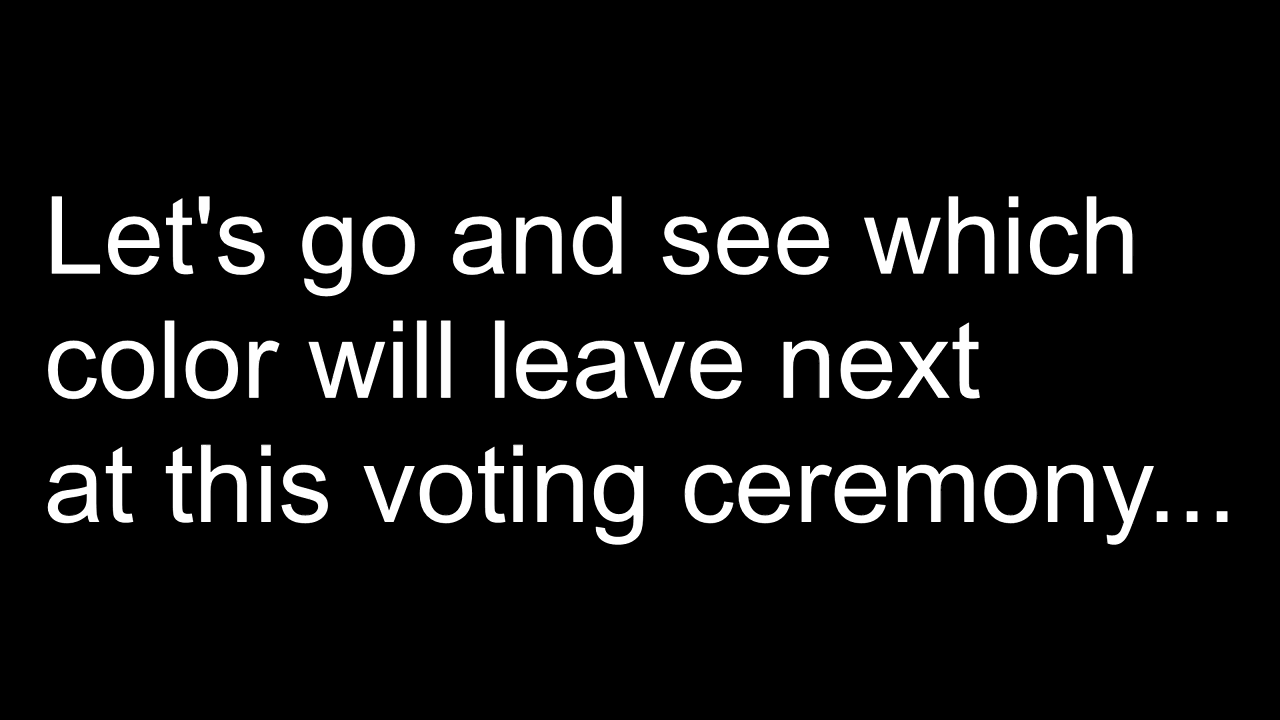 Let's go and see which
color will leave next
at this voting ceremony...